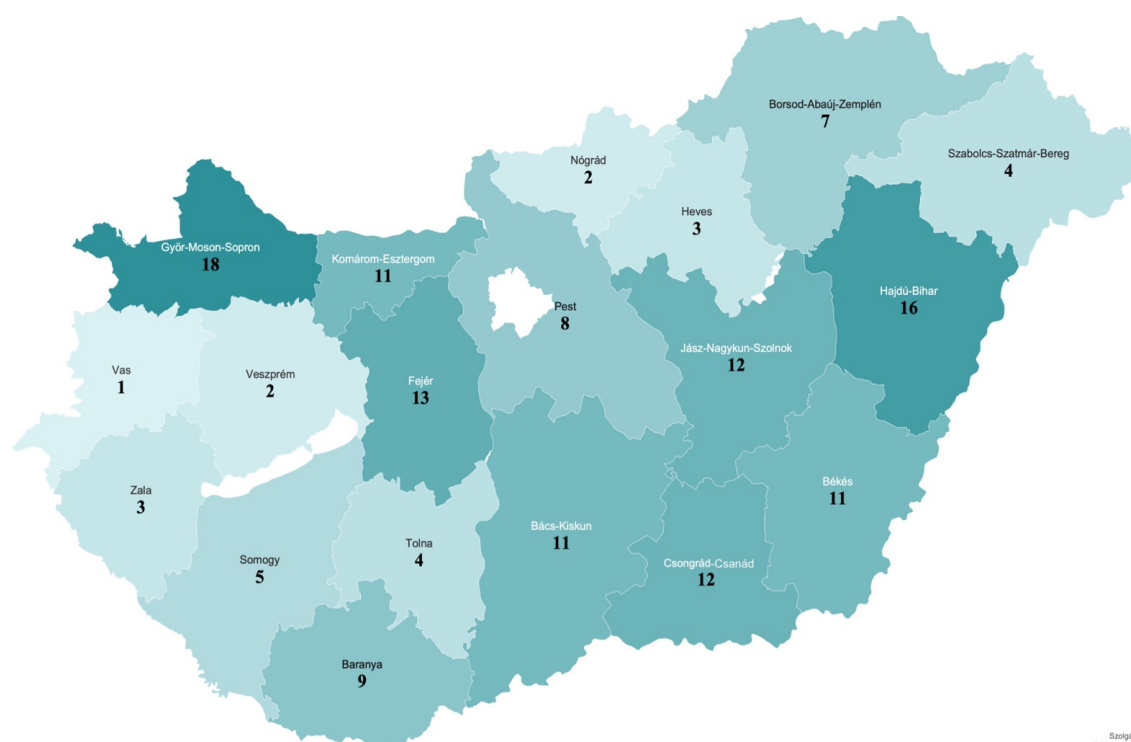 Borsod-Abaúj-Zemplén
7
Szabolcs-Szatmár-Bereg
4
Nógrád
2
Heves
3
Győr-Moson-Sopron
18
Komárom-Esztergom
11
Pest
8
Hajdú-Bihar
16
Jász-Nagykun-Szolnok
12
Vas
1
Veszprém
2
Fejér
13
Zala
3
Békés
11
Bács-Kiskun
11
Tolna
4
Somogy
5
Csongrád-Csanád
12
Baranya
9
Szolgá